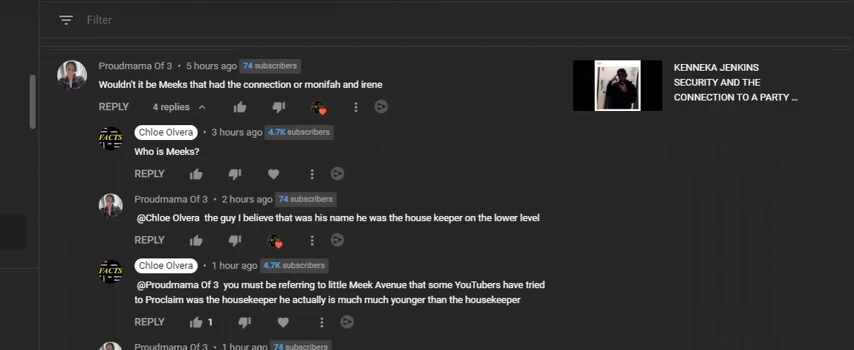 Filter
Proudmama Of 3 • 5 hours ago 74 subscribers
Wouldn't it be Meeks that had the connection or monifah and irene
REPLY 4 replies
KENNEKA JENKINS
SECURITY AND THE
CONNECTION TO A PARTY ...
FACTS
Chloe Olvera • 3 hours ago 4.7K subscribers
Who is Meeks?
REPLY
Proudmama Of 3 • 2 hours ago 74 subscribers
@Chloe Olvera the guy I believe that was his name he was the house keeper on the lower level
REPLY
FACTS
Chloe Olvera • 1 hour ago 4.7K subscribers
@Proudmama Of 3 you must be referring to little Meek Avenue that some YouTubers have tried
to Proclaim was the housekeeper he actually is much much younger than the housekeeper
REPLY 1
Proudmama Of 3 • 1 hour ago 74 subscribers